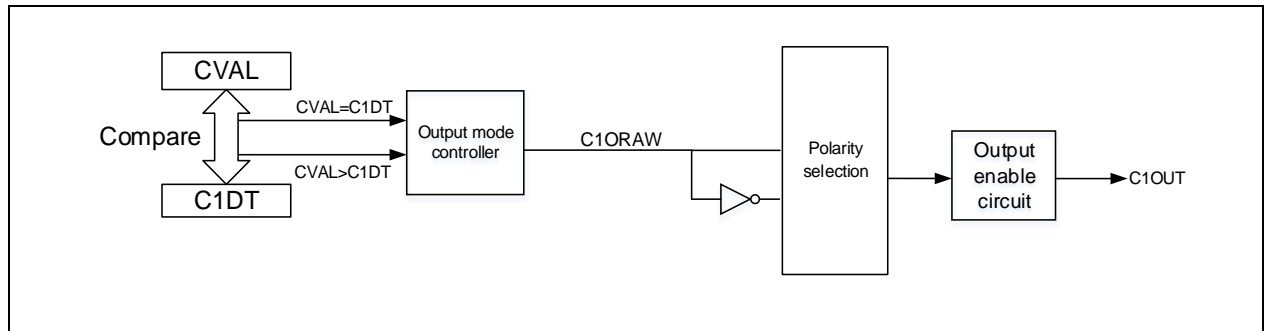 CVAL
Compare
C1DT
CVAL=C1DT
CVAL>C1DT
Output mode
controller
C1ORAW
Polarity
selection
Output
enable
circuit
C1OUT